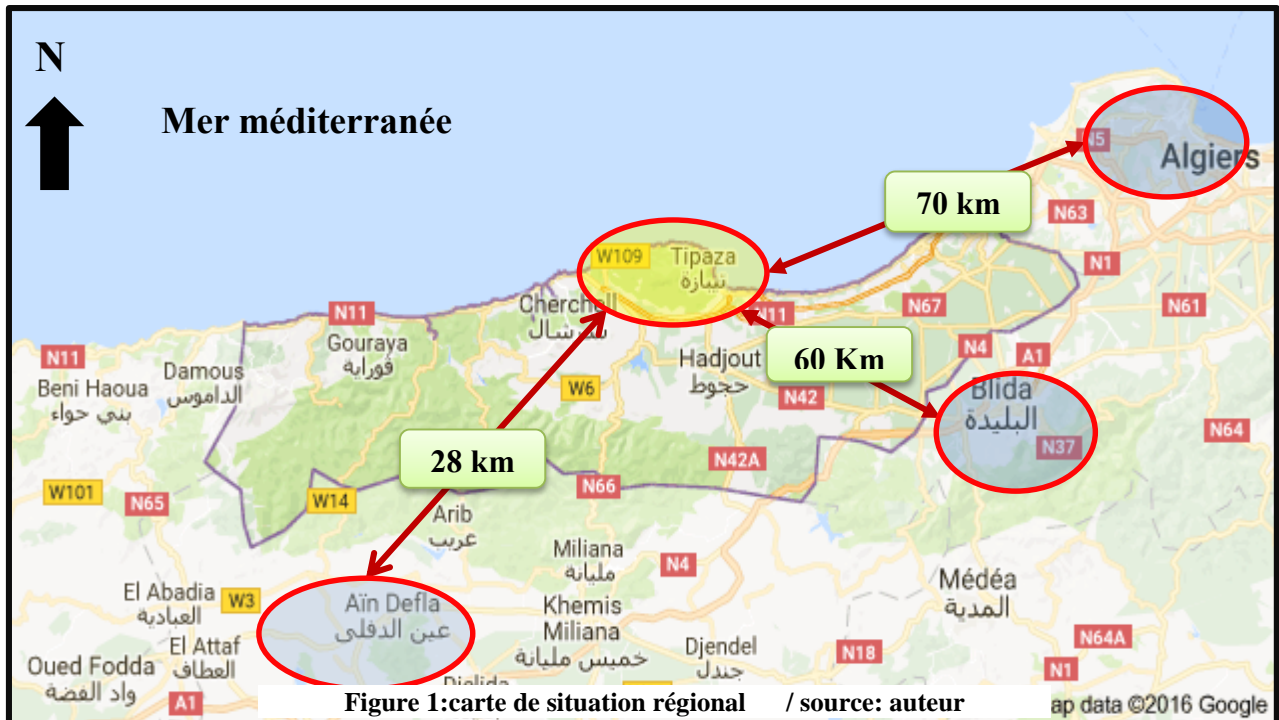 N
Mer méditerranée
N5
Algiers
70 km
N63
W109
Tipaza
تيبازة
N1
N11
N67
N61
Cherchell
شرشال
N11
Gouraya
قوراية
N11
Damous
الداموس
Beni Haoua
بني حواء
Hadjout
حجوط
60 Km
N4
A1
W6
N42
Blida
البليدة
N37
N64
28 km
N42A
W101
N65
W14
N66
Arib
عريب
Miliana
مليانة
N4
Médéa
المدية
El Abadia
العبادية
W3
Aïn Defla
عين الدفلى
Khemis
Miliana
خميس مليانة
El Attaf
العطاف
Djendel
جندل
N18
N64A
Oued Fodda
واد الفضة
N1
A1
Figure 1:carte de situation régional / source: auteur
ap data ©2016 Google